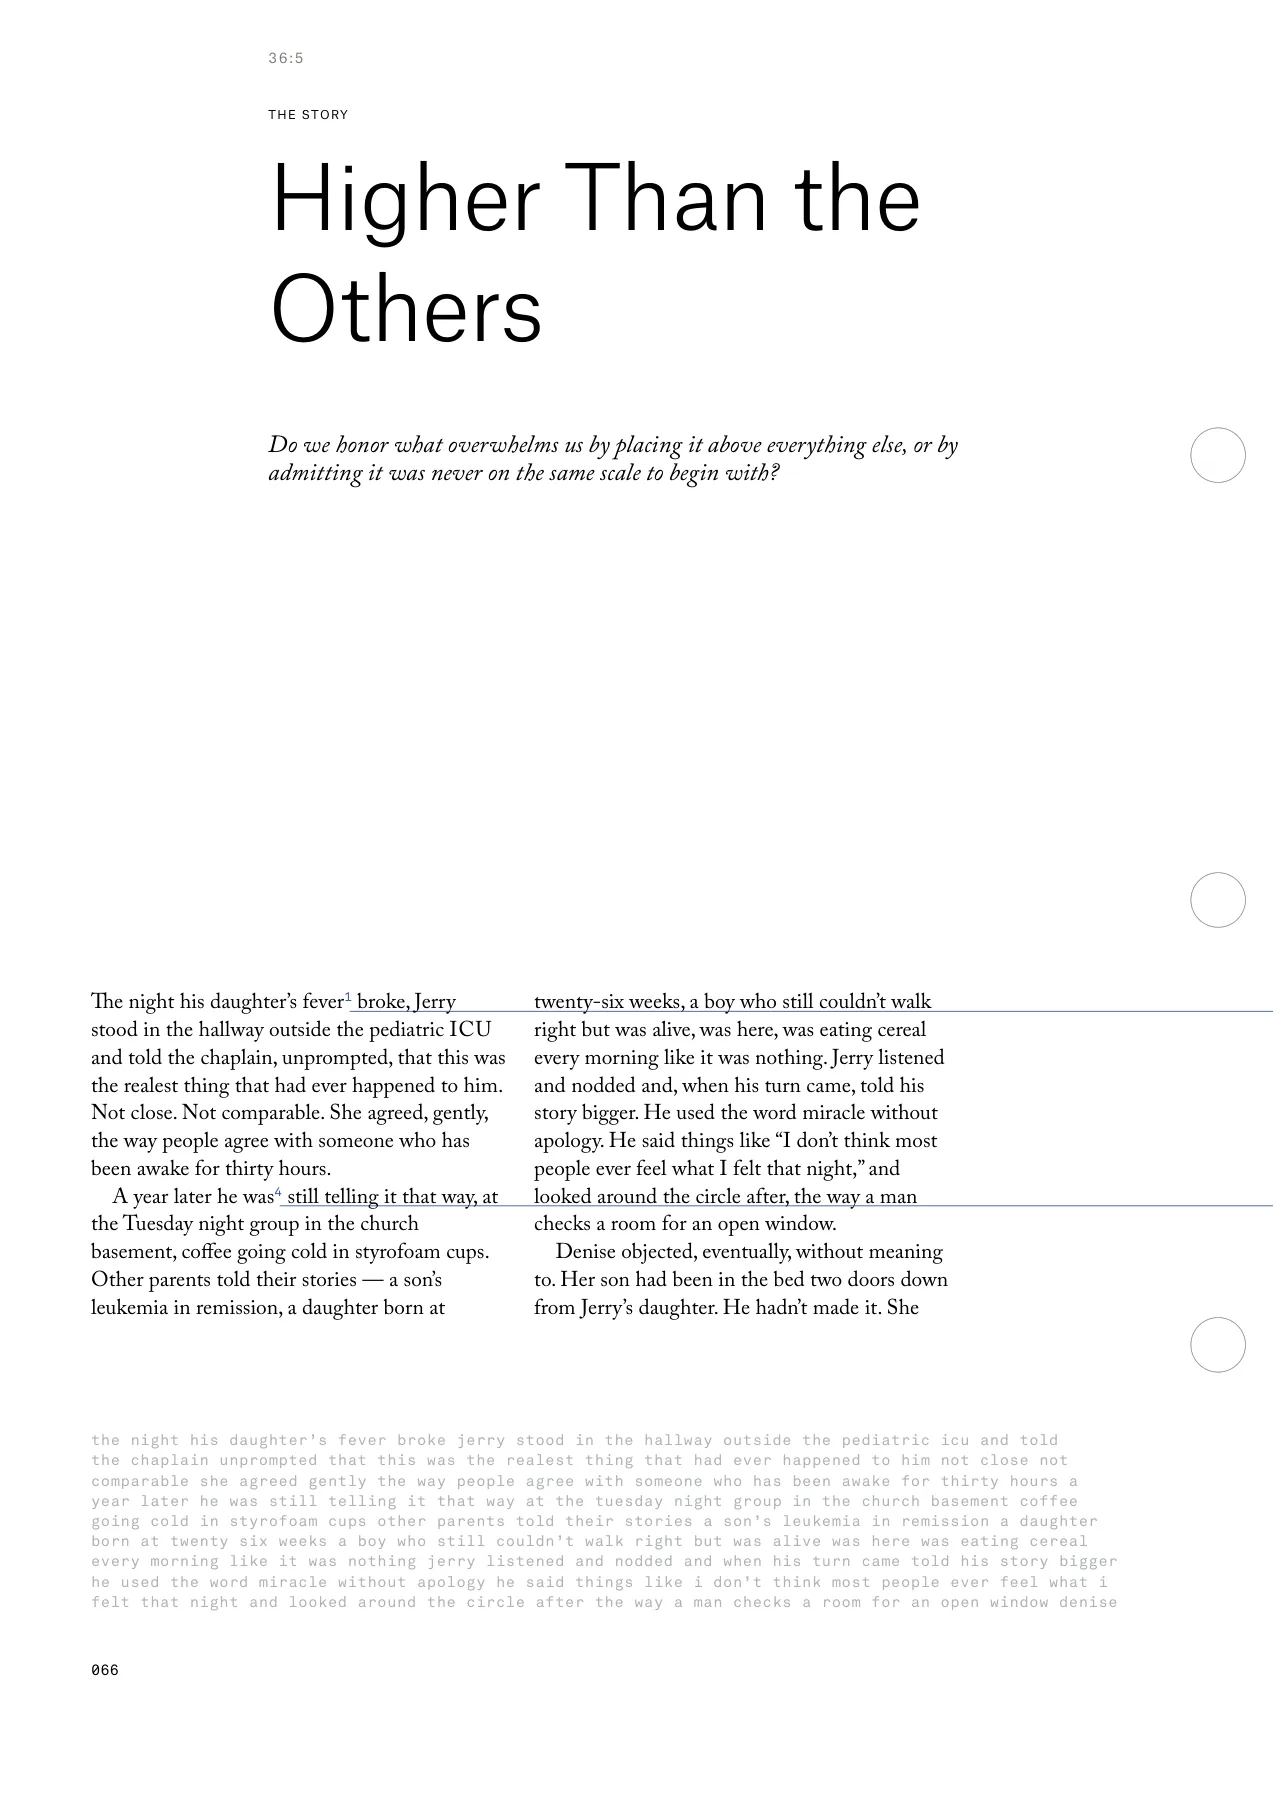 36:5
THE STORY
Higher Than the
Others
Do we honor what overwhelms us by placing it above everything else, or by
admitting it was never on the same scale to begin with?
The night his daughter’s fever1 broke, Jerry
stood in the hallway outside the pediatric ICU
and told the chaplain, unprompted, that this was
the realest thing that had ever happened to him.
Not close. Not comparable. She agreed, gently,
the way people agree with someone who has
been awake for thirty hours.
A year later he was4 still telling it that way, at
the Tuesday night group in the church
basement, coffee going cold in styrofoam cups.
Other parents told their stories — a son’s
leukemia in remission, a daughter born at
twenty-six weeks, a boy who still couldn’t walk
right but was alive, was here, was eating cereal
every morning like it was nothing. Jerry listened
and nodded and, when his turn came, told his
story bigger. He used the word miracle without
apology. He said things like “I don’t think most
people ever feel what I felt that night,” and
looked around the circle after, the way a man
checks a room for an open window.
Denise objected, eventually, without meaning
to. Her son had been in the bed two doors down
from Jerry’s daughter. He hadn’t made it. She
the night his daughter’s fever broke jerry stood in the hallway outside the pediatric icu and told
the chaplain unprompted that this was the realest thing that had ever happened to him not close not
comparable she agreed gently the way people agree with someone who has been awake for thirty hours a
year later he was still telling it that way at the tuesday night group in the church basement coffee
going cold in styrofoam cups other parents told their stories a son’s leukemia in remission a daughter
born at twenty six weeks a boy who still couldn’t walk right but was alive was here was eating cereal
every morning like it was nothing jerry listened and nodded and when his turn came told his story bigger
he used the word miracle without apology he said things like i don’t think most people ever feel what i
felt that night and looked around the circle after the way a man checks a room for an open window denise
066